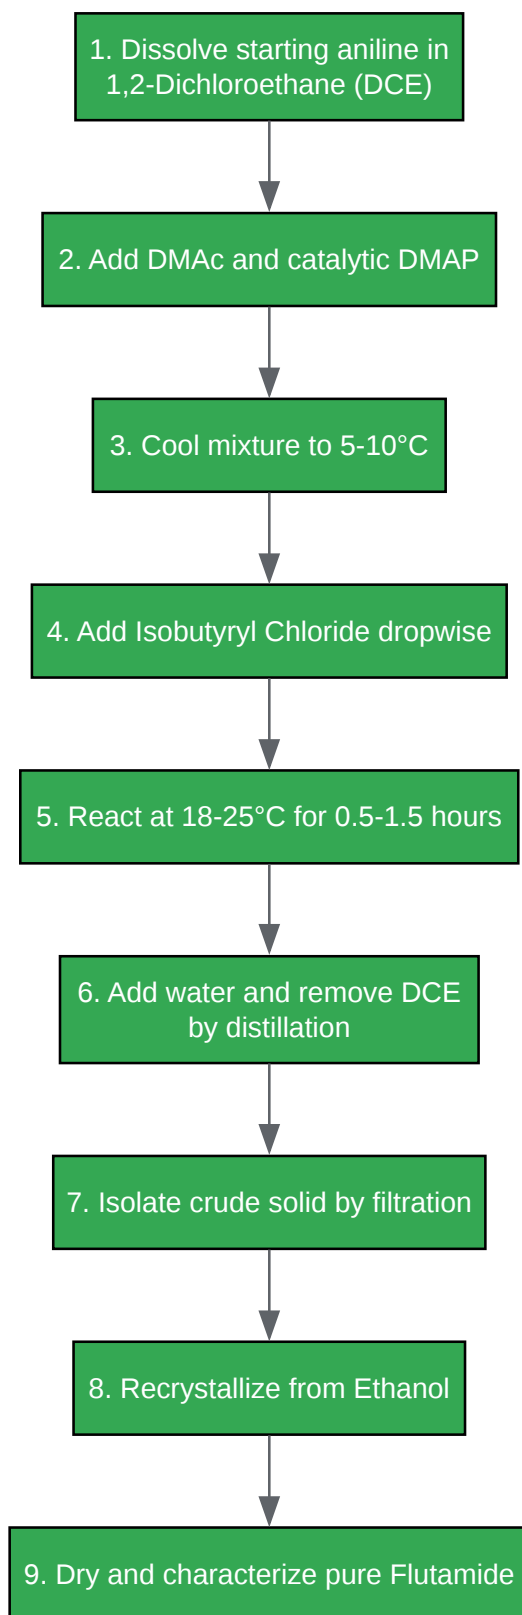 1. Dissolve starting aniline in
1,2-Dichloroethane (DCE)
2. Add DMAc and catalytic DMAP
3. Cool mixture to 5-10°C
4. Add Isobutyryl Chloride dropwise
5. React at 18-25°C for 0.5-1.5 hours
6. Add water and remove DCE
by distillation
7. Isolate crude solid by filtration
8. Recrystallize from Ethanol
9. Dry and characterize pure Flutamide